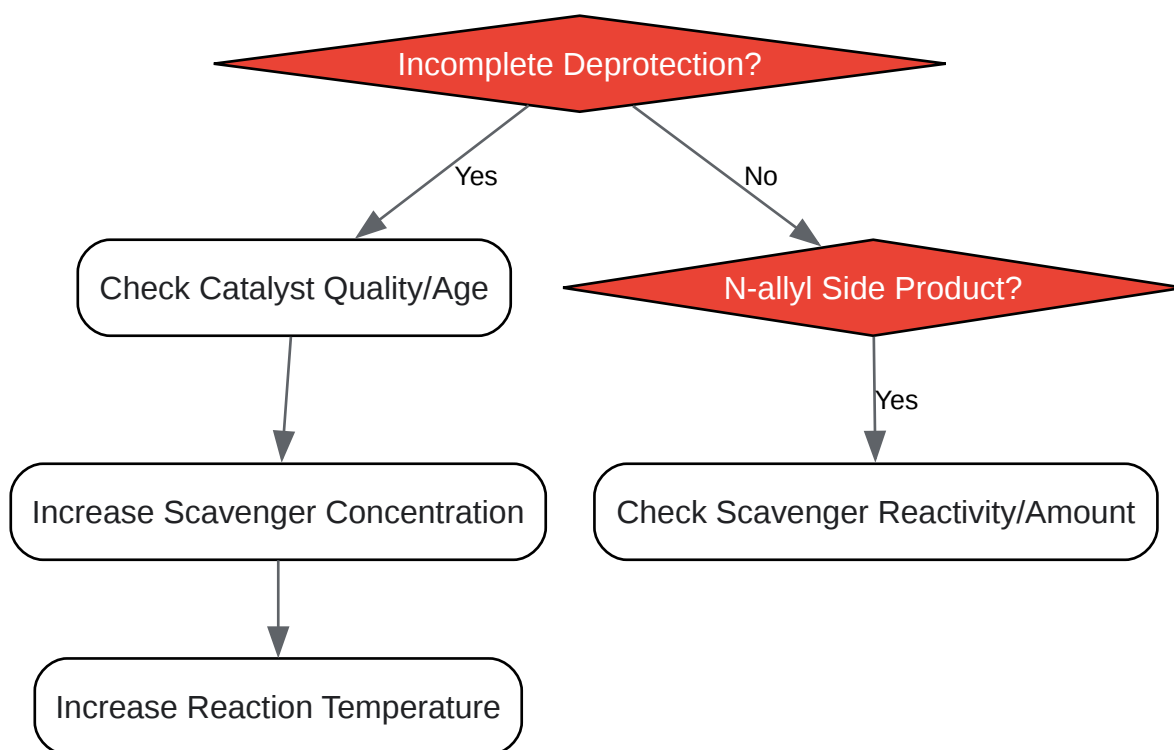 Incomplete Deprotection?
Yes
No
Check Catalyst Quality/Age
N-allyl Side Product?
Yes
Increase Scavenger Concentration
Check Scavenger Reactivity/Amount
Increase Reaction Temperature